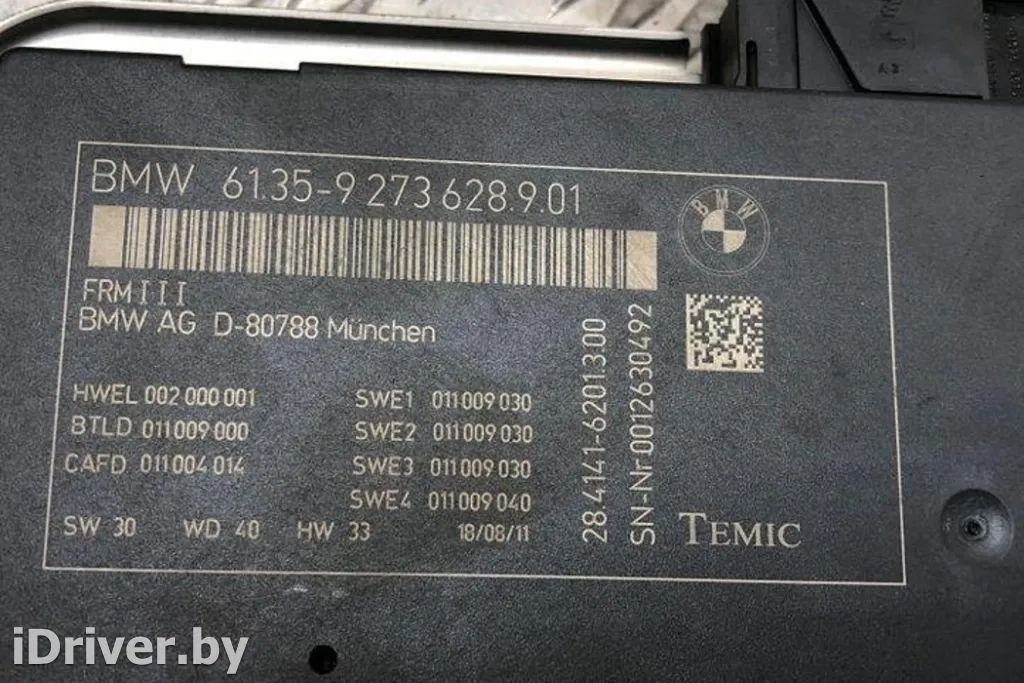 BMW 61.35-9 273 628 9.01
BMW
FRM III
BMW AG D-80788 München
HWEL 002 000 001
BTLD 011 009 000
CAFD 011 004 014
SWE1 011 009 030
SWE2 011 009 030
SWE3 011 009 030
SWE4 011 009 040
SW 30 WD 40 HW 33 18/08/11
28.4141-6201.3.00
SN-Nr 0012630492
TEMIC
iDriver.by